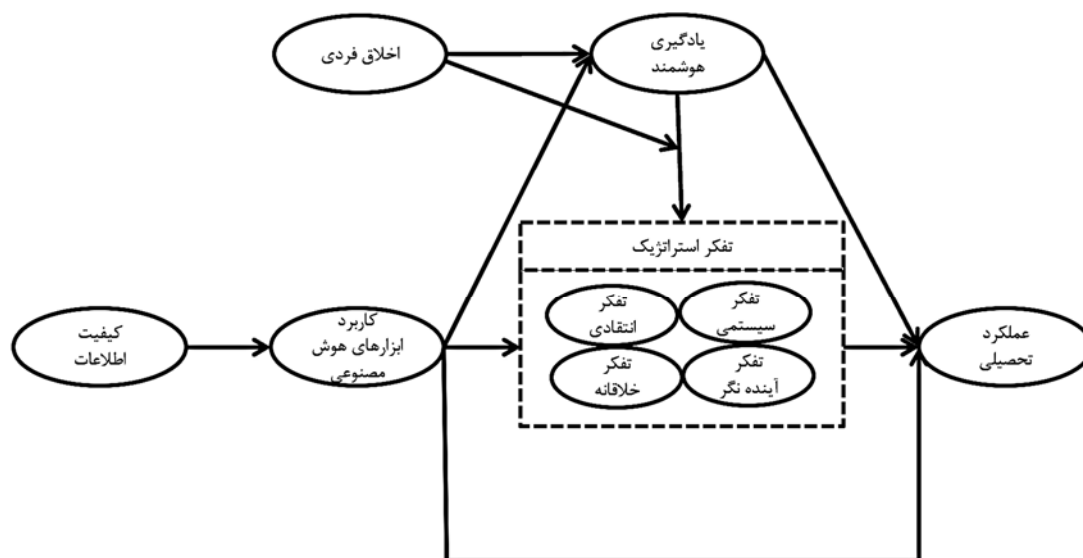 اخلاق فردی
یادگیری
هوشمند
تفکر استراتژیک
تفکر
سیستمی
تفکر
انتقادی
تفکر
آینده نگر
تفکر
خلاقانه
کیفیت
اطلاعات
کاربرد
ابزارهای هوش
مصنوعی
عملکرد
تحصیلی